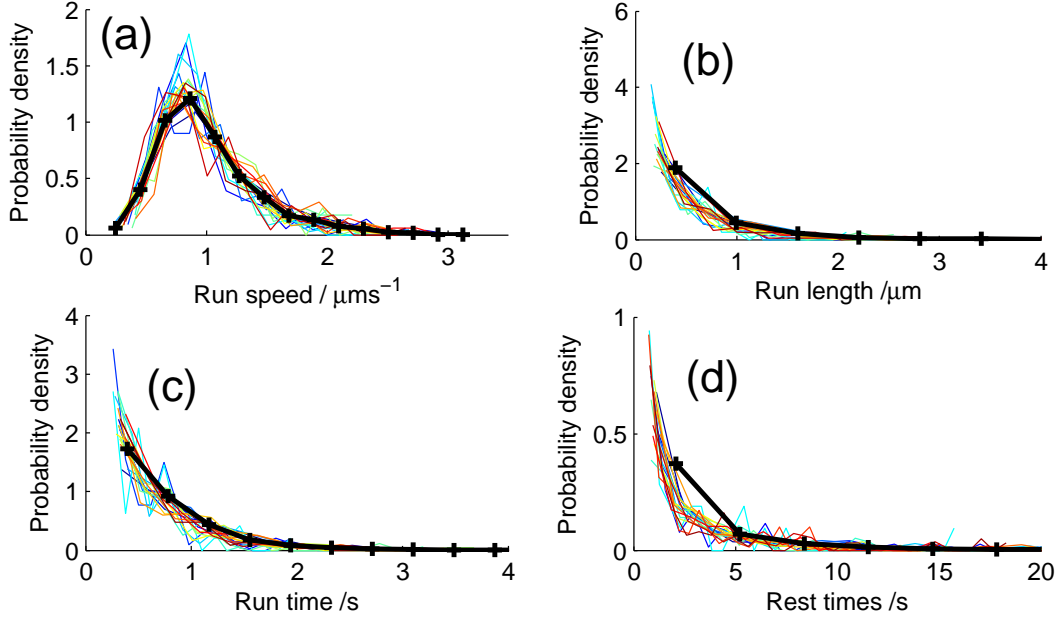 (a)
Probability density
2
1.5
1
0.5
0
0 1 2 3
Run speed / μms⁻¹
(b)
Probability density
6
4
2
0
0 1 2 3 4
Run length /μm
(c)
Probability density
4
3
2
1
0
0 1 2 3 4
Run time /s
(d)
Probability density
1
0.5
0
0 5 10 15 20
Rest times /s